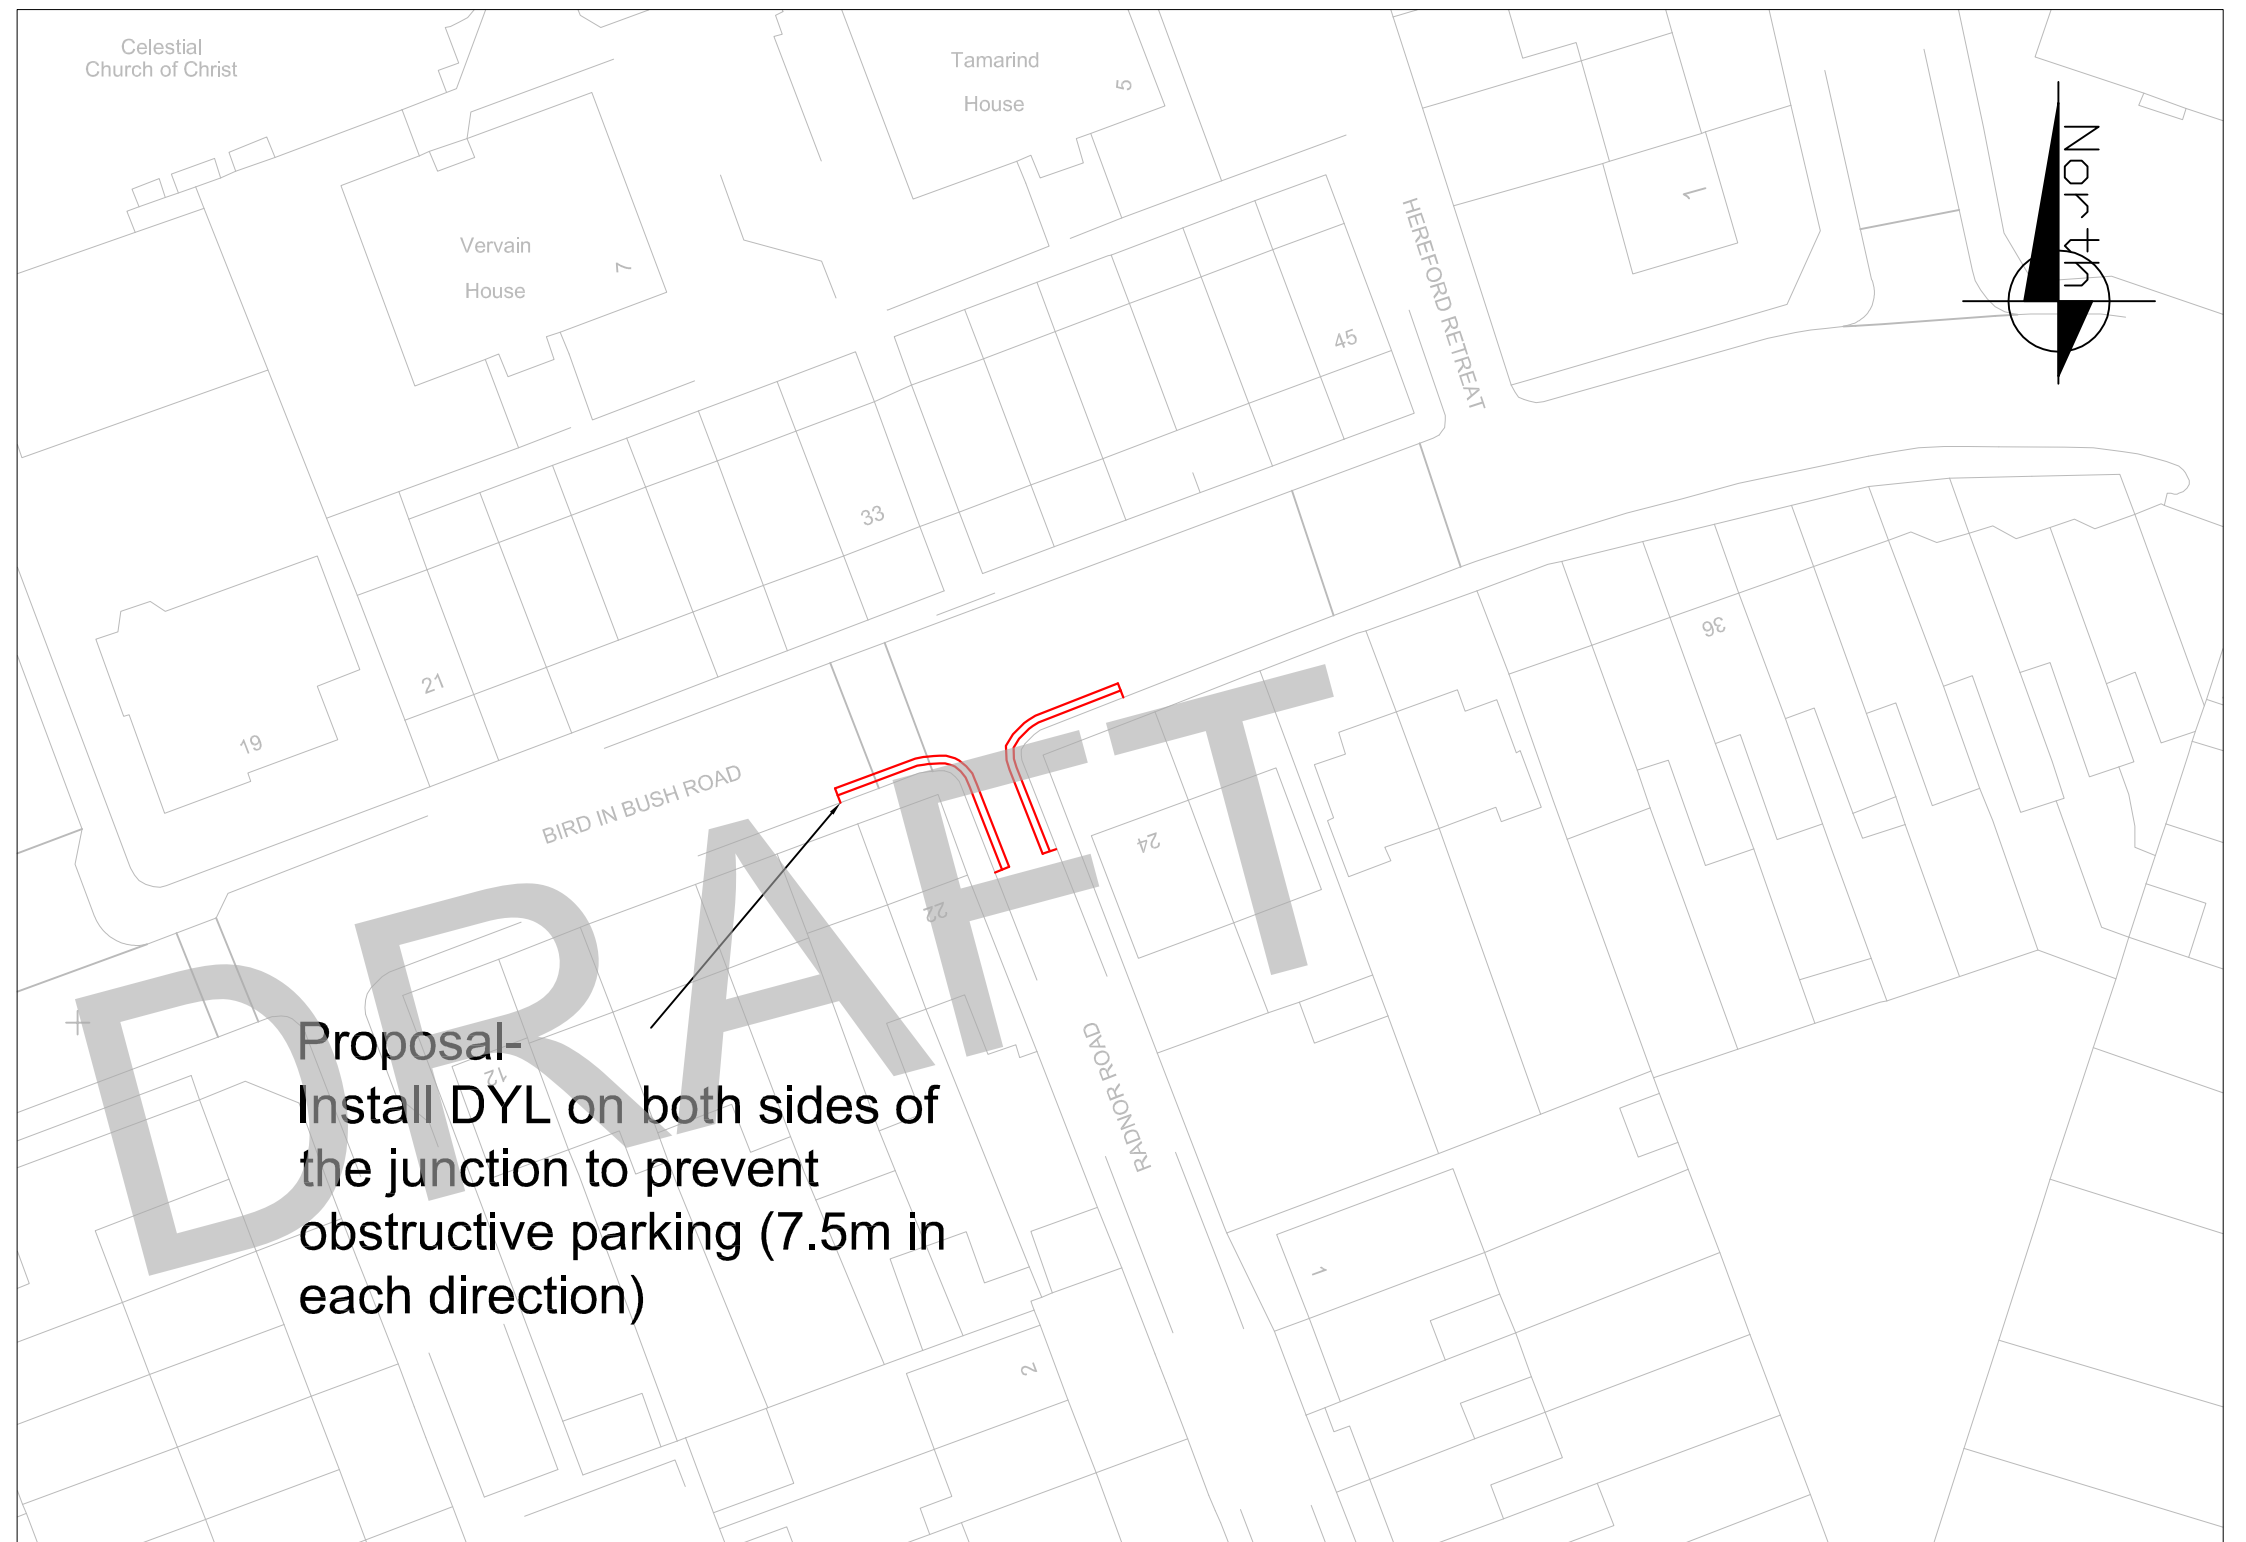 Celestial
Church of Christ
Tamarind
House
5
Vervain
House
7
North
HEREFORD RETREAT
1
45
33
21
19
36
BIRD IN BUSH ROAD
24
22
12
RADNOR ROAD
1
2
DRAFT
Proposal-
Install DYL on both sides of
the junction to prevent
obstructive parking (7.5m in
each direction)